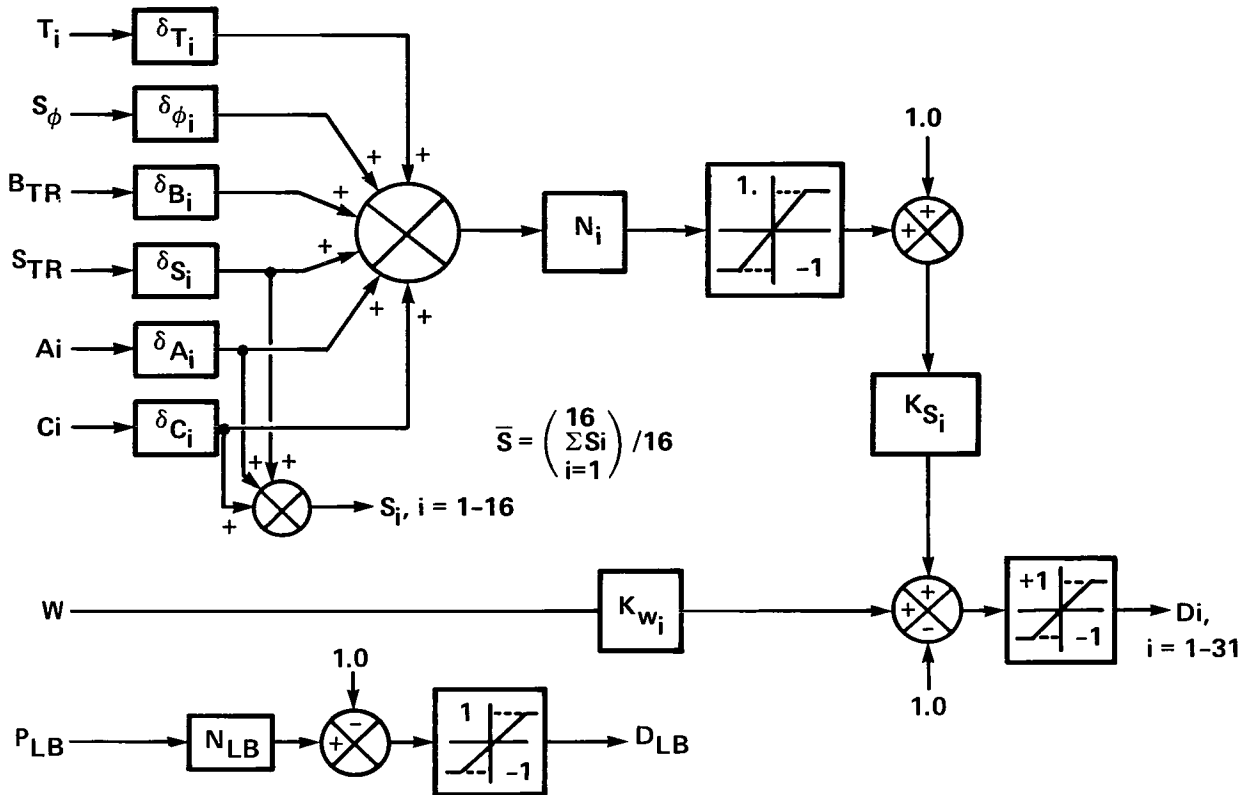 T_i δ_T_i
S_ϕ δ_ϕ_i
B_TR δ_B_i
S_TR δ_S_i
Ai δ_A_i
Ci δ_C_i
+ +
+
+
+ +
N_i
1.
-1
1.0
+
+
K_S_i
S̄ = ( 16 ΣSi i=1 ) /16
+ +
+
S_i, i = 1–16
W
K_w_i
+
+
-
1.0
+1
-1
Di,
i = 1–31
1.0
P_LB
N_LB
-
+
1
-1
D_LB